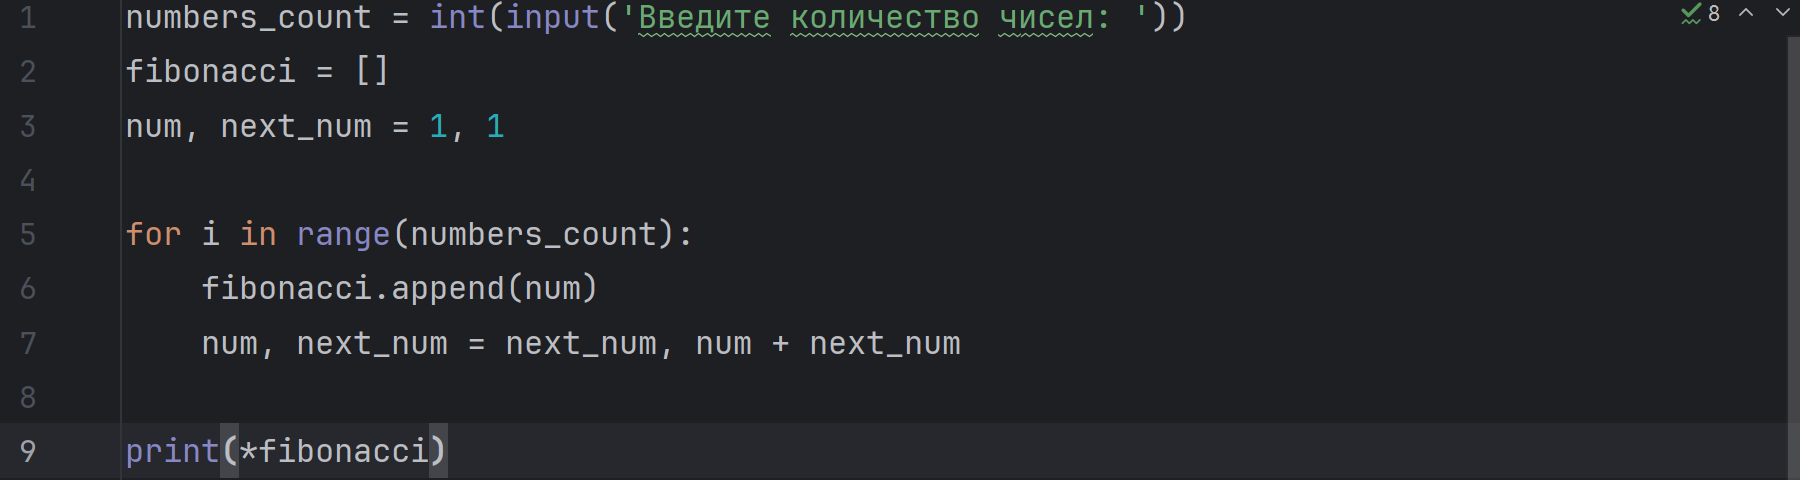 1 numbers_count = int(input('Введите количество чисел: ')) 8
2 fibonacci = []
3 num, next_num = 1, 1
4
5 for i in range(numbers_count):
6     fibonacci.append(num)
7     num, next_num = next_num, num + next_num
8
9 print(*fibonacci)